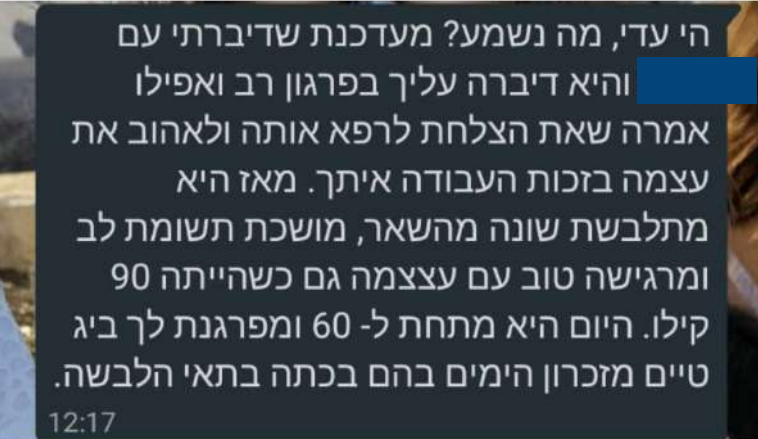 הי עדי, מה נשמע? מעדכנת שדיברתי עם
והיא דיברה עליך בפרגון רב ואפילו
אמרה שאת הצלחת לרפא אותה ולאהוב את
עצמה בזכות העבודה איתך. מאז היא
מתלבשת שונה מהשאר, מושכת תשומת לב
ומרגישה טוב עם עצצמה גם כשהייתה 90
קילו. היום היא מתחת ל- 60 ומפרגנת לך ביג
טיים מזכרון הימים בהם בכתה בתאי הלבשה.
12:17